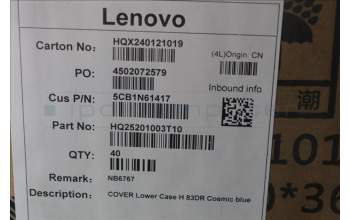 Lenovo
Carton No: HQX240121019
(4L)Origin: CN
PO: 4502072579
Inbound info
Cus P/N: 5CB1N61417
Part No: HQ25201003T10
QTY: 40
Remark: NB6767
Description: COVER Lower Case H 83DR Cosmic blue
潮